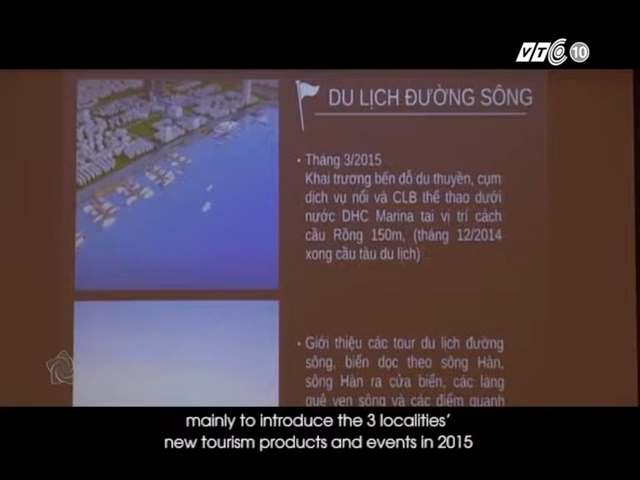 VTC 10
DU LỊCH ĐƯỜNG SÔNG
• Tháng 3/2015
Khai trương bến đỗ du thuyền, cụm
dịch vụ nổi và CLB thể thao dưới
nước DHC Marina tại vị trí cách
cầu Rồng 150m, (tháng 12/2014
xong cầu tàu du lịch)
• Giới thiệu các tour du lịch đường
sông, biển dọc theo sông Hàn,
sông Hàn ra cửa biển, các làng
quê ven sông và các điểm quanh
mainly to introduce the 3 localities'
new tourism products and events in 2015